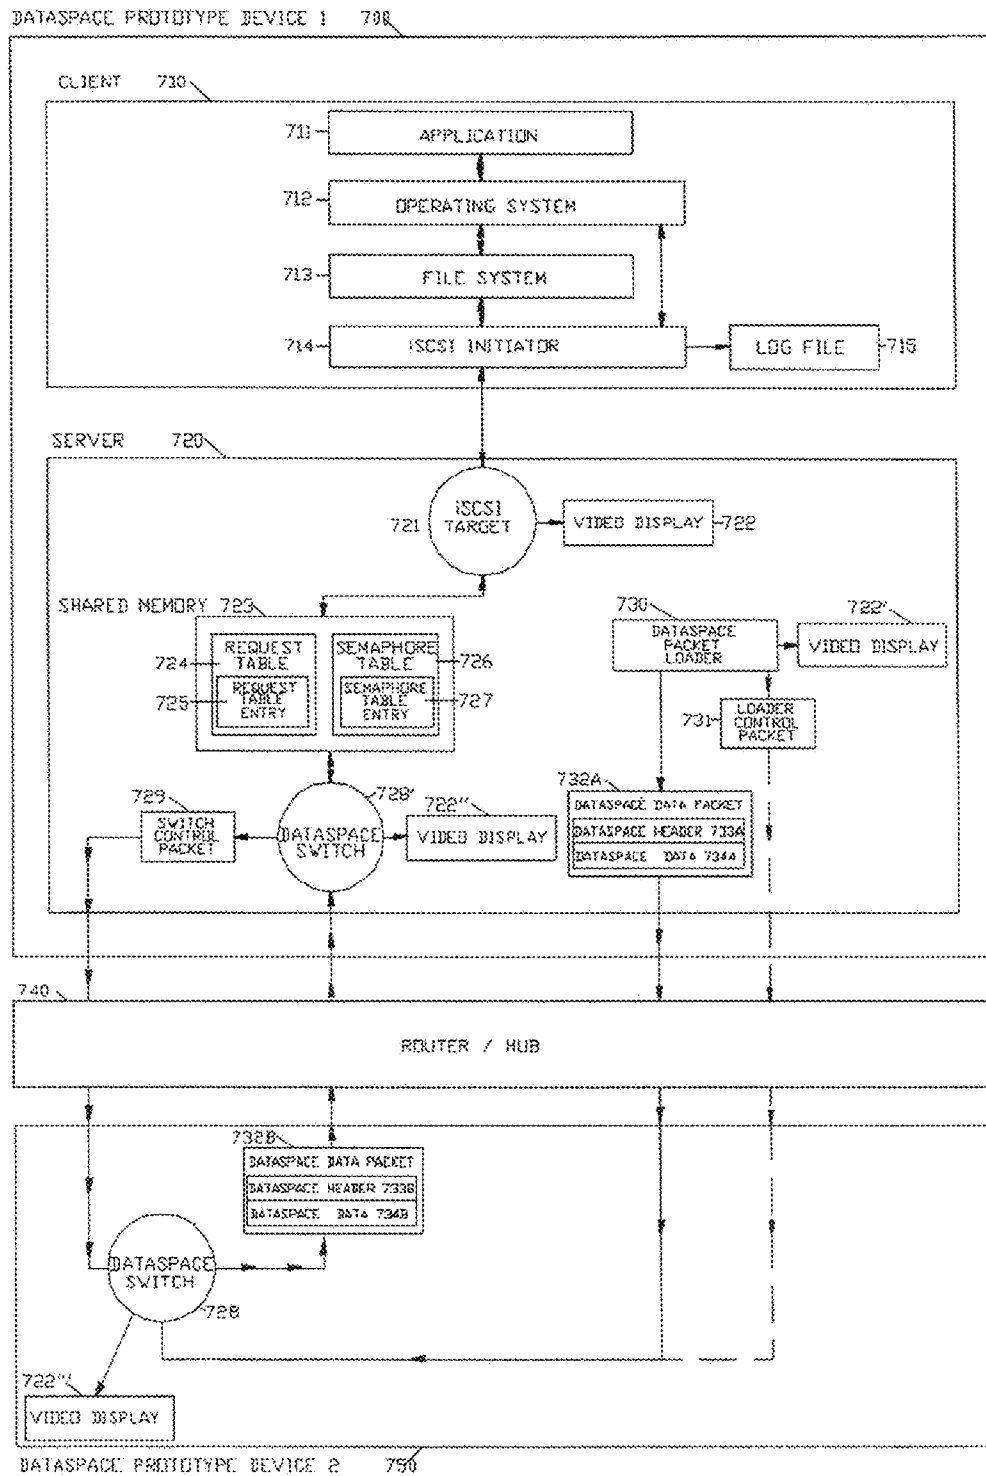 DATASPACE PROTOTYPE DEVICE 1 700
CLIENT 710
711
APPLICATION
712
OPERATING SYSTEM
713
FILE SYSTEM
714
iSCSI INITIATOR
LOG FILE
715
SERVER 720
721
iSCSI
TARGET
VIDEO DISPLAY
722
SHARED MEMORY 723
724
REQUEST
TABLE
725
REQUEST
TABLE
ENTRY
SEMAPHORE
TABLE
726
SEMAPHORE
TABLE
ENTRY
727
730
DATASPACE
PACKET
LOADER
722'
VIDEO DISPLAY
731
LOADER
CONTROL
PACKET
729
SWITCH
CONTROL
PACKET
728'
DATASPACE
SWITCH
722''
VIDEO DISPLAY
732A
DATASPACE DATA PACKET
DATASPACE HEADER 733A
DATASPACE DATA 734A
740
ROUTER / HUB
732B
DATASPACE DATA PACKET
DATASPACE HEADER 733B
DATASPACE DATA 734B
DATASPACE
SWITCH
728
722'''
VIDEO DISPLAY
DATASPACE PROTOTYPE DEVICE 2 750